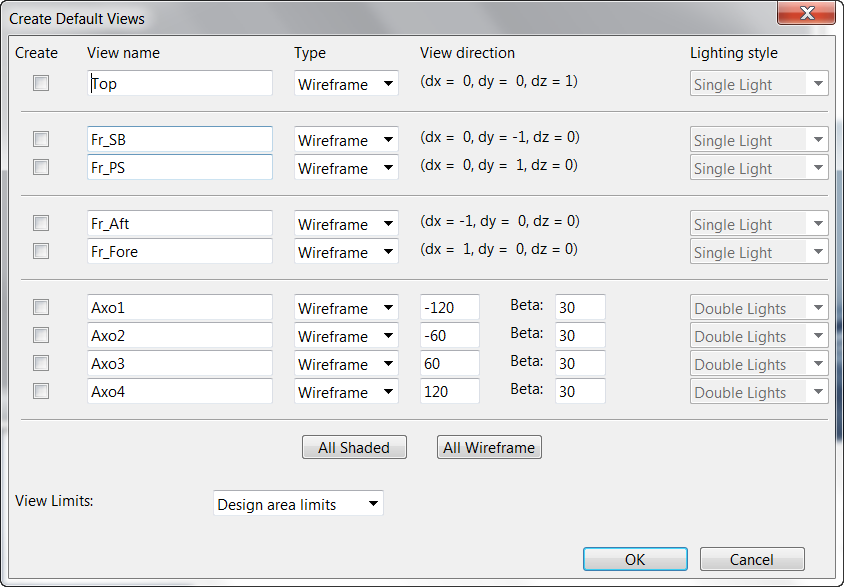 Create Default Views
Create View name Type View direction Lighting style
Top Wireframe (dx = 0, dy = 0, dz = 1) Single Light
Fr_SB Wireframe (dx = 0, dy = -1, dz = 0) Single Light
Fr_PS Wireframe (dx = 0, dy = 1, dz = 0) Single Light
Fr_Aft Wireframe (dx = -1, dy = 0, dz = 0) Single Light
Fr_Fore Wireframe (dx = 1, dy = 0, dz = 0) Single Light
Axo1 Wireframe -120 Beta: 30 Double Lights
Axo2 Wireframe -60 Beta: 30 Double Lights
Axo3 Wireframe 60 Beta: 30 Double Lights
Axo4 Wireframe 120 Beta: 30 Double Lights
All Shaded All Wireframe
View Limits: Design area limits
OK Cancel